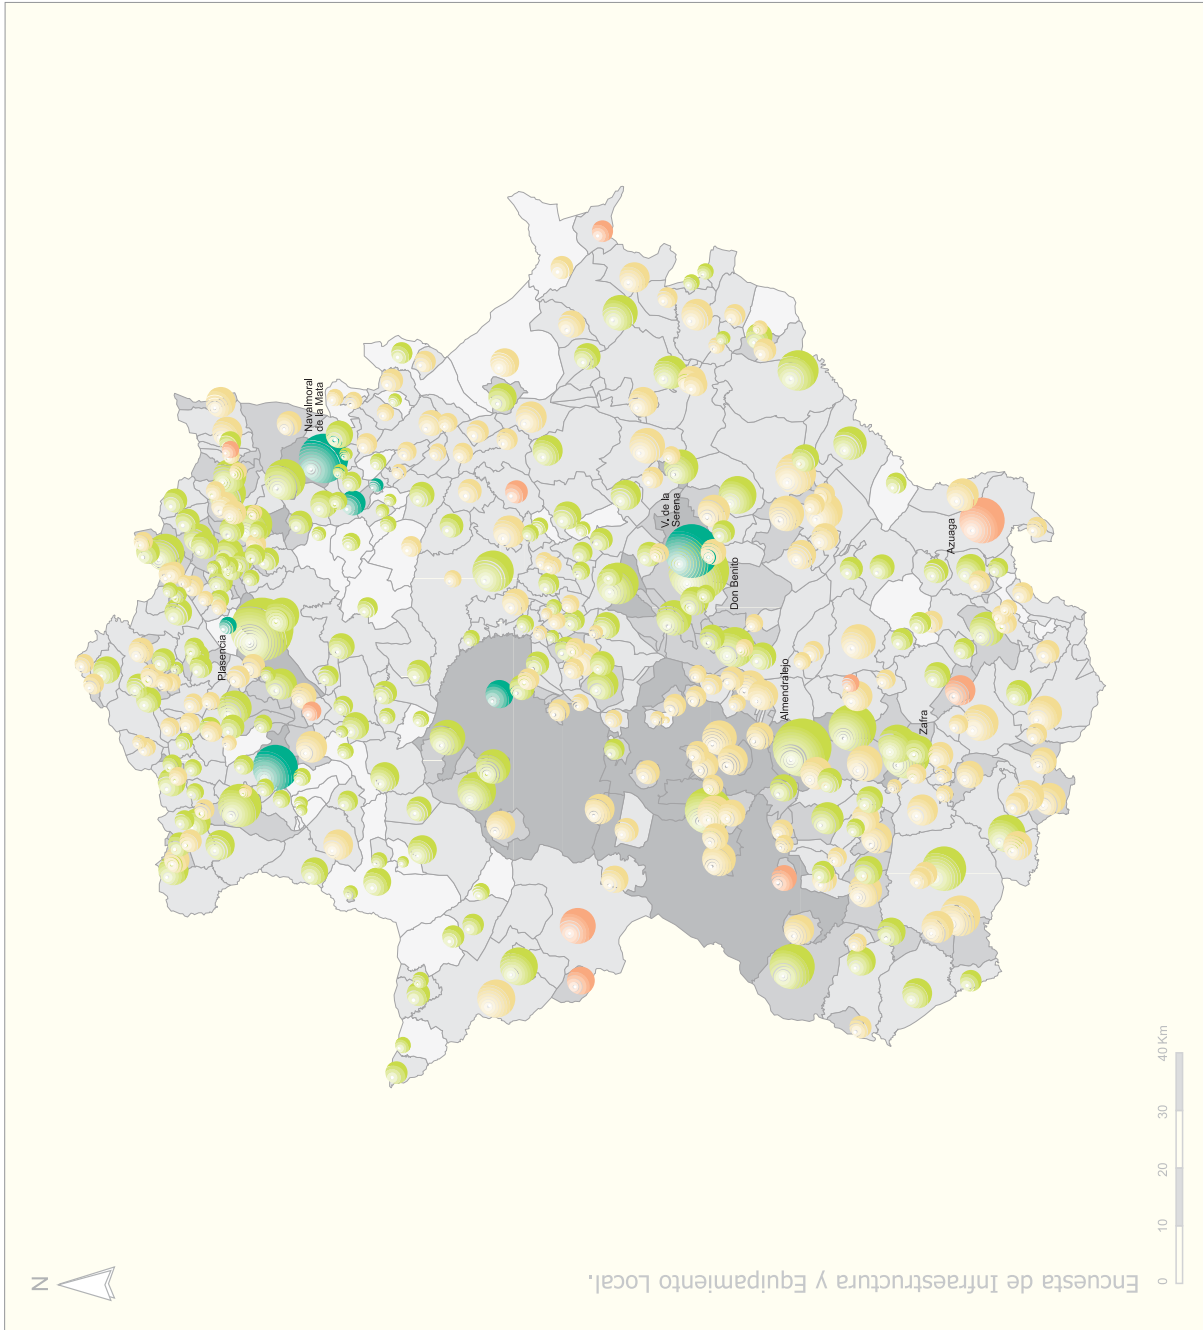 N
Navalmoral
de la Mata
Plasencia
V. de la
Serena
Don Benito
Almendralejo
Zafra
Azuaga
0 10 20 30 40 Km
Encuesta de Infraestructura y Equipamiento Local.